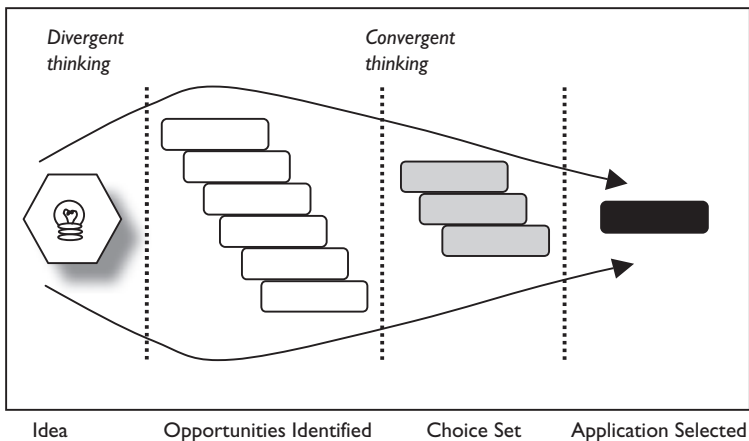 Divergent
thinking
Convergent
thinking
Idea
Opportunities Identified
Choice Set
Application Selected